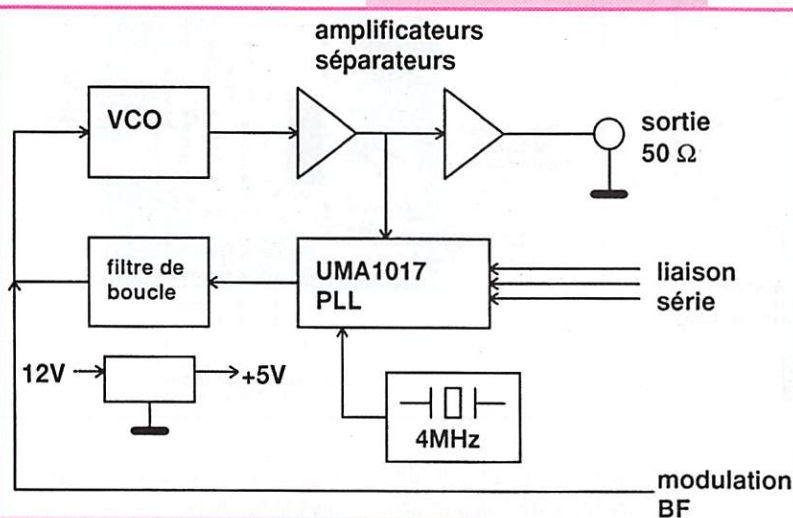 amplificateurs
séparateurs
VCO
sortie
50 Ω
filtre de
boucle
UMA1017
PLL
liaison
série
12V
+5V
4MHz
modulation
BF